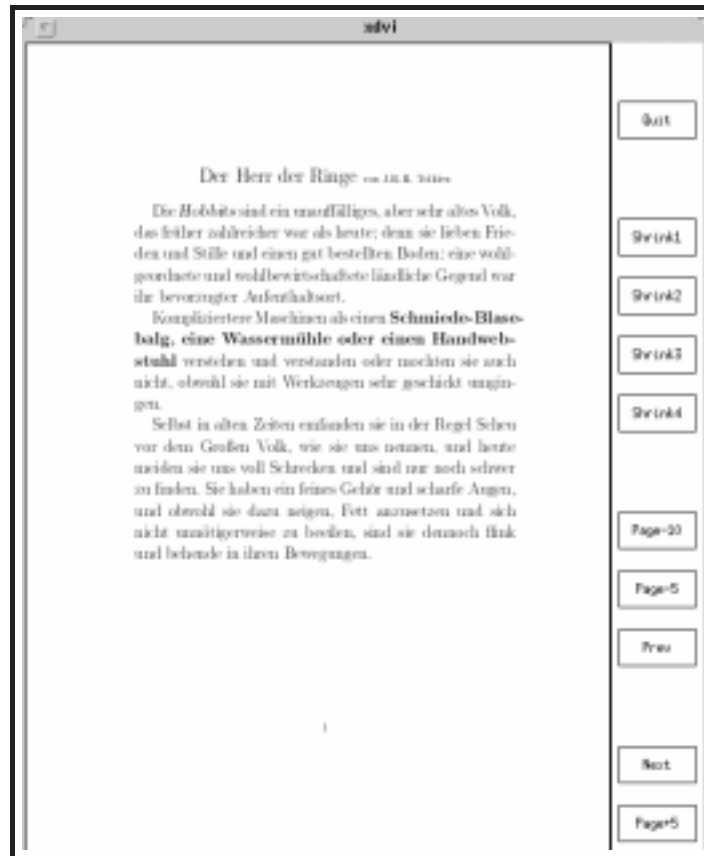 xdvi
Der Herr der Ringe von J.R.R. Tolkien
Die Hobbits sind ein unauffälliges, aber sehr altes Volk,
das früher zahlreicher war als heute; denn sie lieben Frie-
den und Stille und einen gut bestellten Boden: eine wohl-
geordnete und wohlbewirtschaftete ländliche Gegend war
ihr bevorzugter Aufenthaltsort.
Kompliziertere Maschinen als einen Schmiede-Blase-
balg, eine Wassermühle oder einen Handweb-
stuhl verstehen und verstanden oder mochten sie auch
nicht, obwohl sie mit Werkzeugen sehr geschickt umgin-
gen.
Selbst in alten Zeiten emfanden sie in der Regel Scheu
vor dem Großen Volk, wie sie uns nennen, und heute
meiden sie uns voll Schrecken und sind nur noch schwer
zu finden. Sie haben ein feines Gehör und scharfe Augen,
und obwohl sie dazu neigen, Fett anzusetzen und sich
nicht unnötigerweise zu beeilen, sind sie dennoch flink
und behende in ihren Bewegungen.
1
Quit
Shrink1
Shrink2
Shrink3
Shrink4
Page-10
Page-5
Prev
Next
Page+5